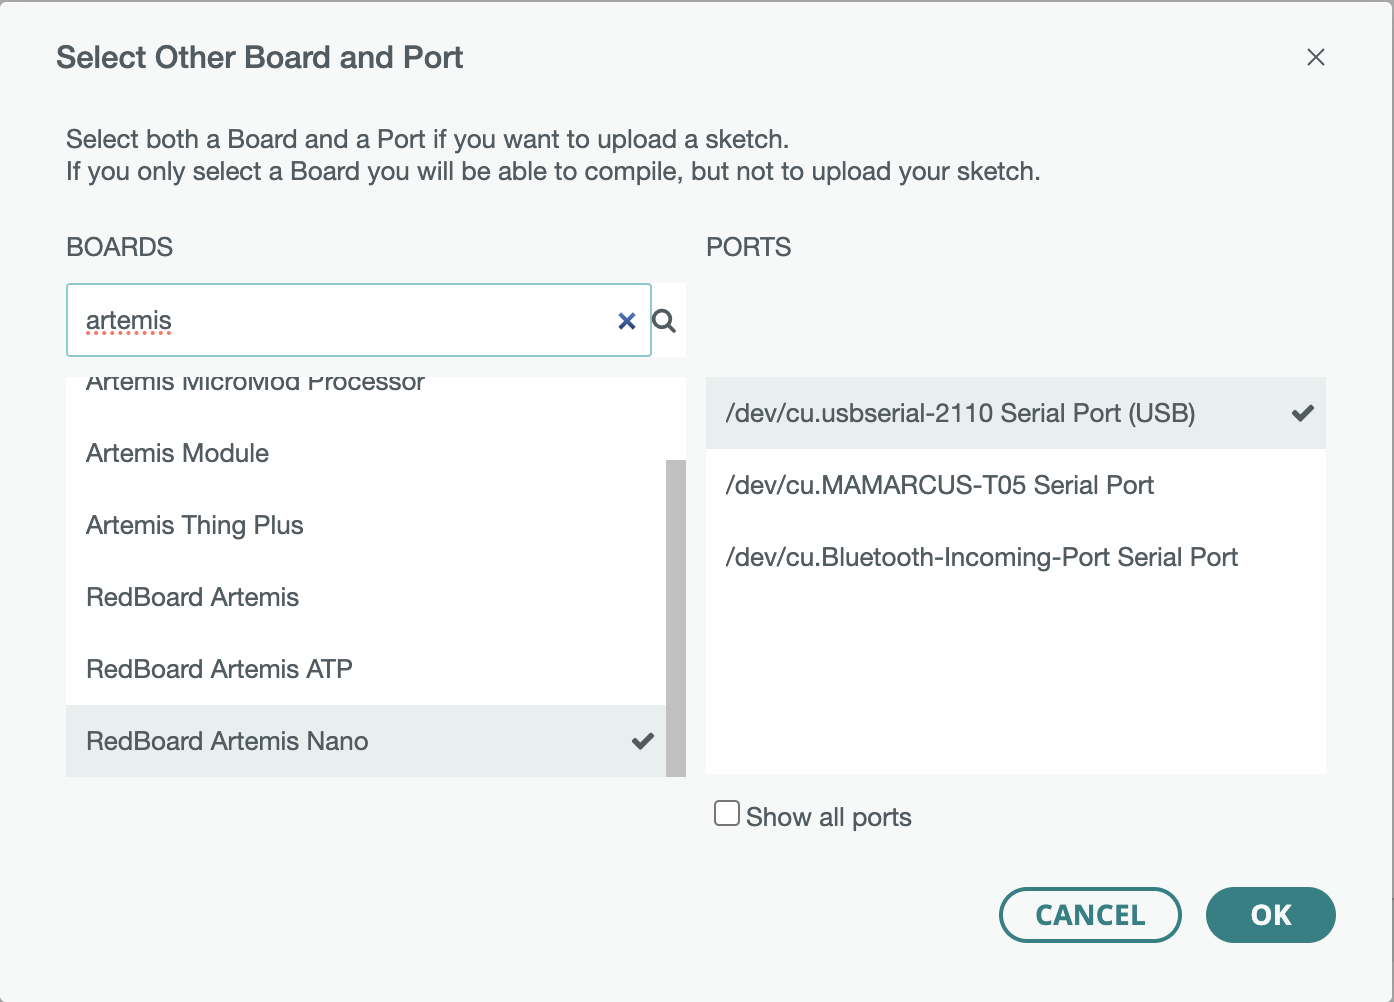 Select Other Board and Port
Select both a Board and a Port if you want to upload a sketch.
If you only select a Board you will be able to compile, but not to upload your sketch.
BOARDS
artemis
Artemis MicroMod Processor
Artemis Module
Artemis Thing Plus
RedBoard Artemis
RedBoard Artemis ATP
RedBoard Artemis Nano
PORTS
/dev/cu.usbserial-2110 Serial Port (USB)
/dev/cu.MAMARCUS-T05 Serial Port
/dev/cu.Bluetooth-Incoming-Port Serial Port
Show all ports
CANCEL
OK